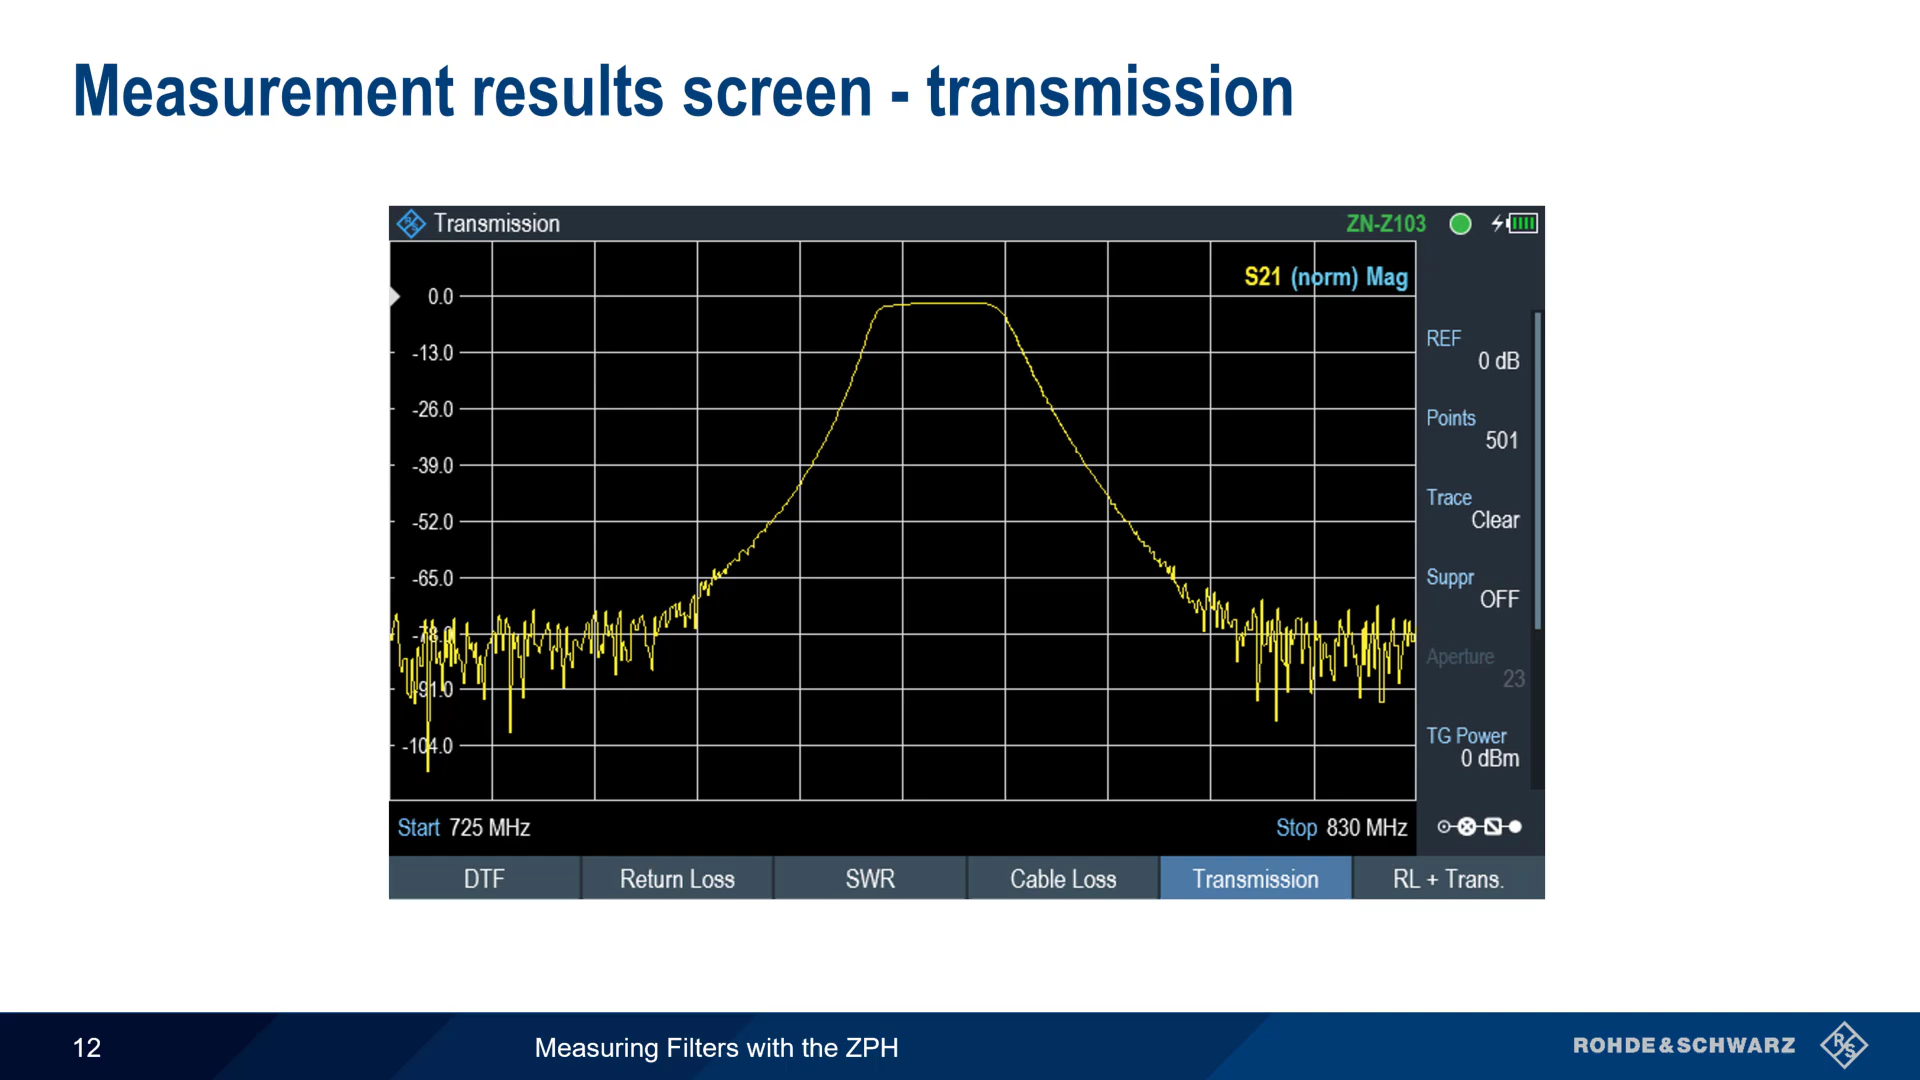 Measurement results screen - transmission
Transmission
ZN-Z103
S21 (norm) Mag
0.0
-13.0
-26.0
-39.0
-52.0
-65.0
-78.0
-91.0
-104.0
REF
0 dB
Points
501
Trace
Clear
Suppr
OFF
Aperture
23
TG Power
0 dBm
Start 725 MHz
Stop 830 MHz
DTF
Return Loss
SWR
Cable Loss
Transmission
RL + Trans.
12
Measuring Filters with the ZPH
ROHDE&SCHWARZ
R
S